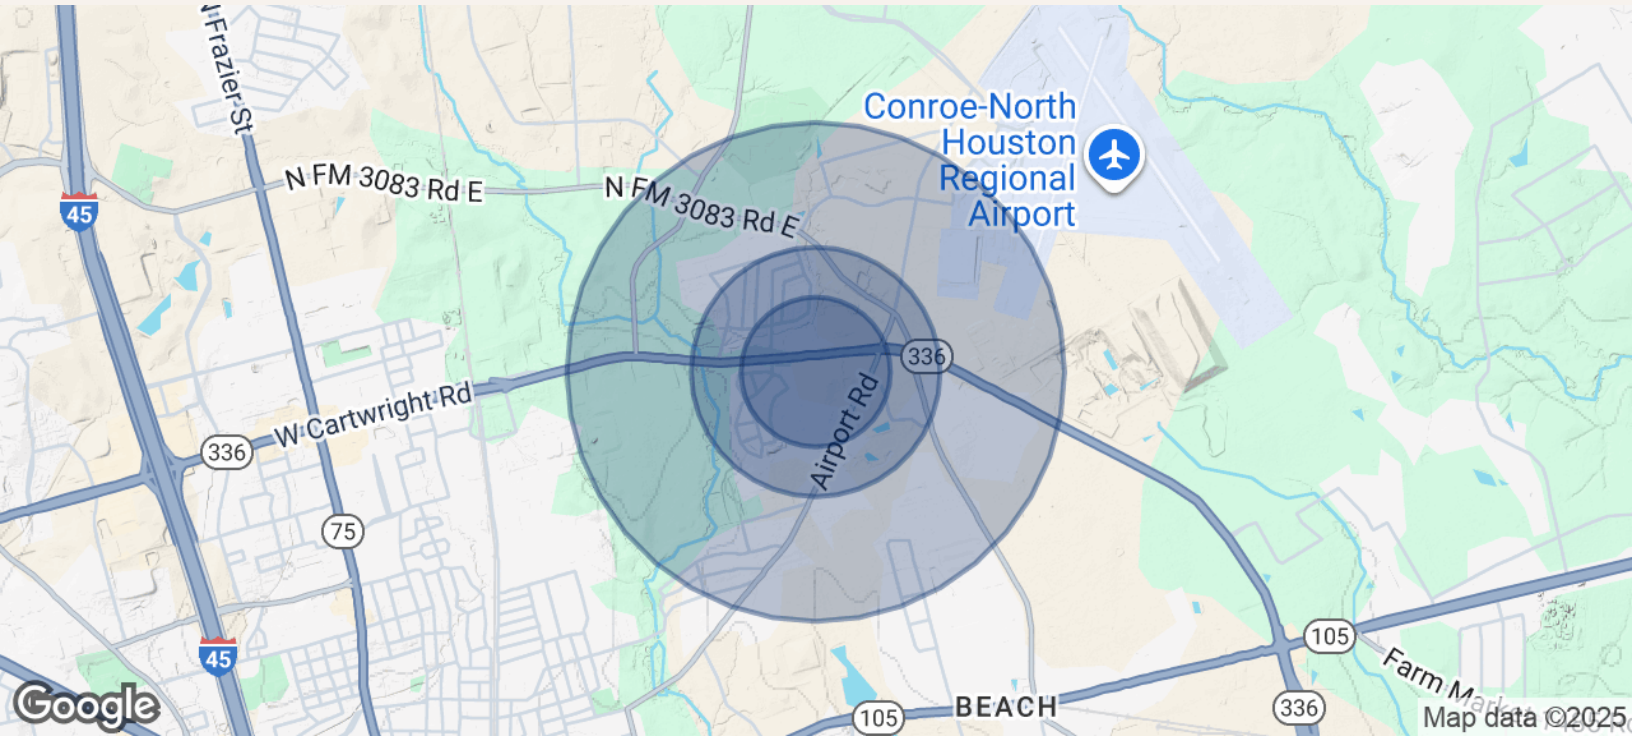 N Frazier St
Conroe-North
Houston
Regional
Airport
N FM 3083 Rd E
N FM 3083 Rd E
45
336
W Cartwright Rd
336
Airport Rd
75
45
105
Farm Market
BEACH
105
336
Google
Map data ©2025